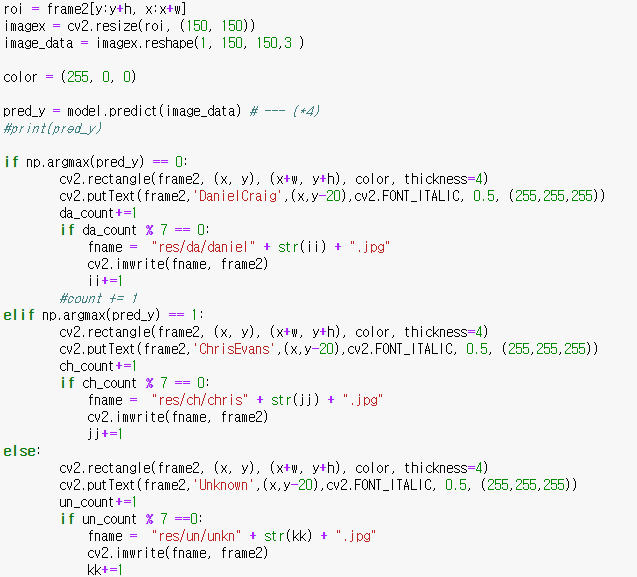 roi = frame2[y:y+h, x:x+w]
imagex = cv2.resize(roi, (150, 150))
image_data = imagex.reshape(1, 150, 150,3 )
color = (255, 0, 0)
pred_y = model.predict(image_data) # --- (*4)
#print(pred_y)
if np.argmax(pred_y) == 0:
        cv2.rectangle(frame2, (x, y), (x+w, y+h), color, thickness=4)
        cv2.putText(frame2,'DanielCraig',(x,y-20),cv2.FONT_ITALIC, 0.5, (255,255,255))
        da_count+=1
        if da_count % 7 == 0:
            fname =  "res/da/daniel" + str(ii) + ".jpg"
            cv2.imwrite(fname, frame2)
            ii+=1
        #count += 1
elif np.argmax(pred_y) == 1:
        cv2.rectangle(frame2, (x, y), (x+w, y+h), color, thickness=4)
        cv2.putText(frame2,'ChrisEvans',(x,y-20),cv2.FONT_ITALIC, 0.5, (255,255,255))
        ch_count+=1
        if ch_count % 7 == 0:
            fname =  "res/ch/chris" + str(jj) + ".jpg"
            cv2.imwrite(fname, frame2)
            jj+=1
else:
        cv2.rectangle(frame2, (x, y), (x+w, y+h), color, thickness=4)
        cv2.putText(frame2,'Unknown',(x,y-20),cv2.FONT_ITALIC, 0.5, (255,255,255))
        un_count+=1
        if un_count % 7 ==0:
            fname =  "res/un/unkn" + str(kk) + ".jpg"
            cv2.imwrite(fname, frame2)
            kk+=1